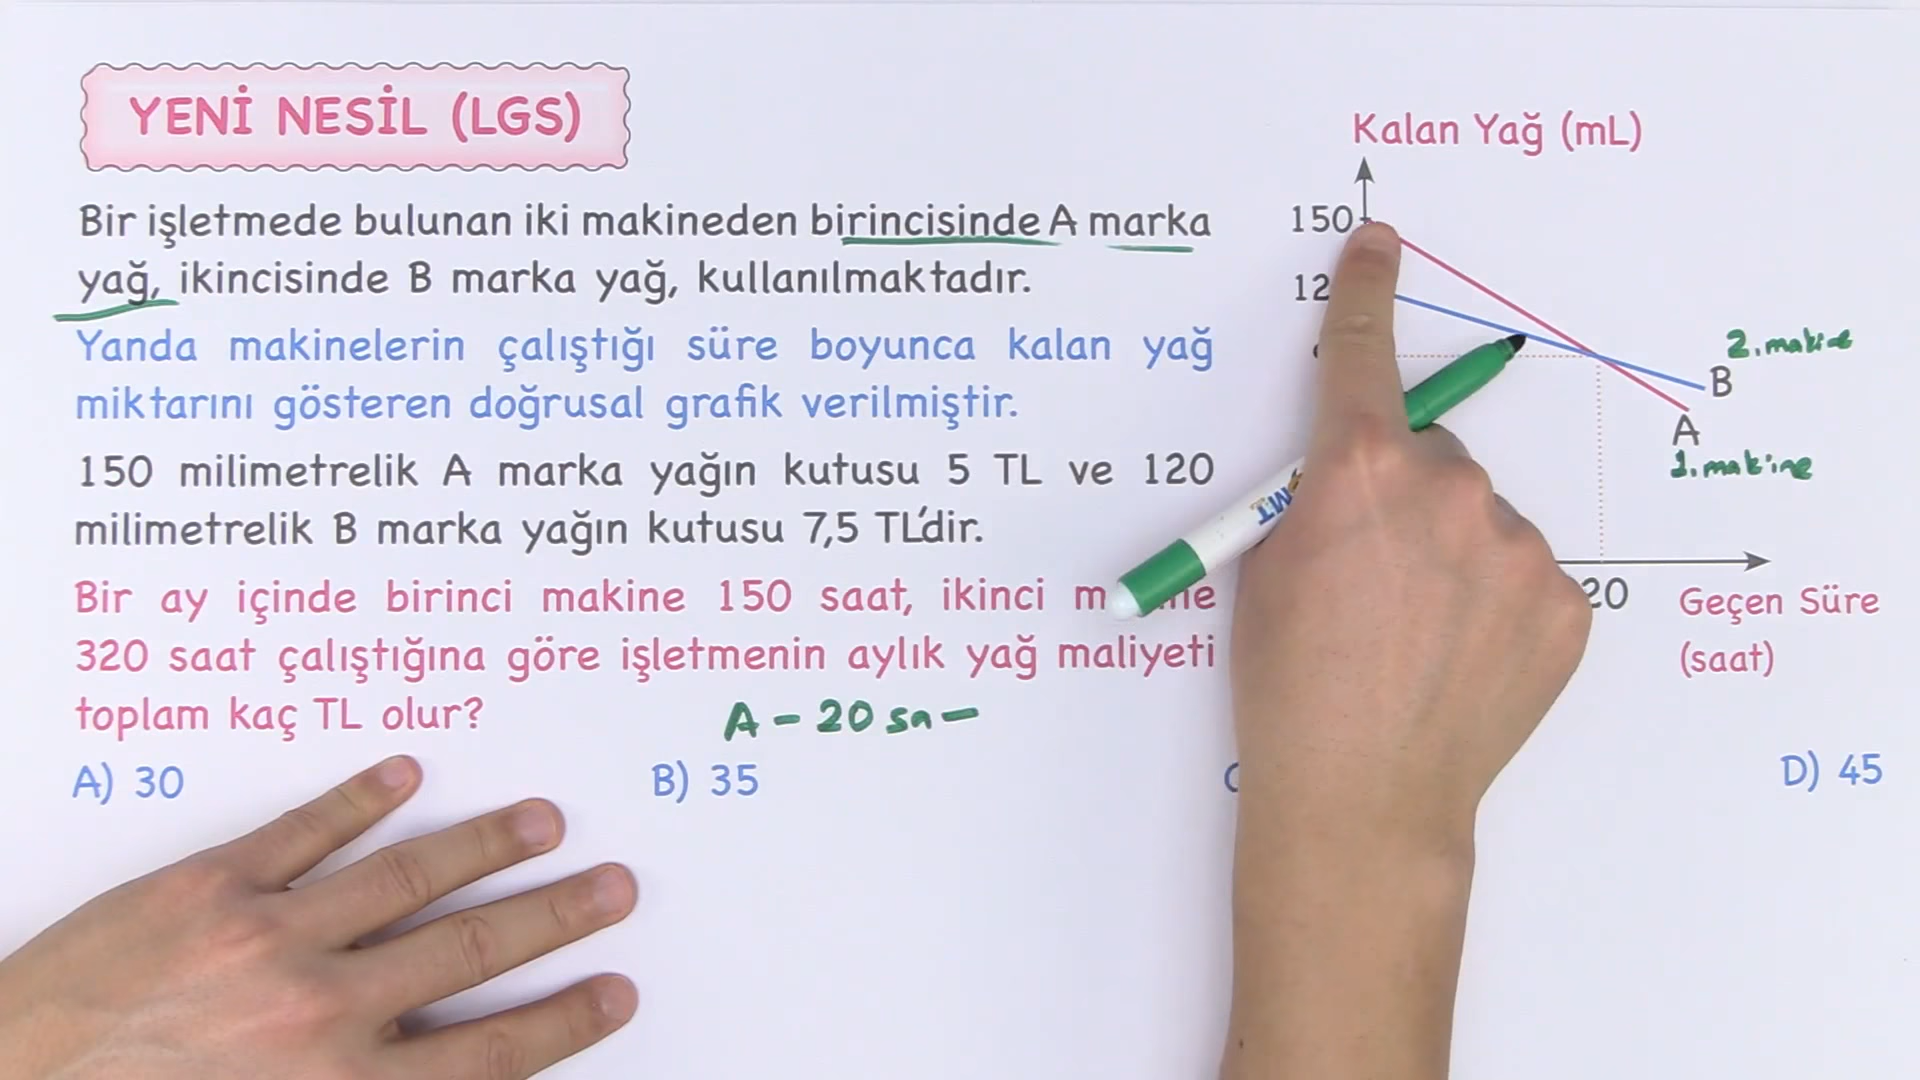 YENİ NESİL (LGS)
Bir işletmede bulunan iki makineden birincisinde A marka
yağ, ikincisinde B marka yağ, kullanılmaktadır.
Yanda makinelerin çalıştığı süre boyunca kalan yağ
miktarını gösteren doğrusal grafik verilmiştir.
150 milimetrelik A marka yağın kutusu 5 TL ve 120
milimetrelik B marka yağın kutusu 7,5 TL'dir.
Bir ay içinde birinci makine 150 saat, ikinci
320 saat çalıştığına göre işletmenin aylık yağ maliyeti
toplam kaç TL olur?
A - 20 sa -
A) 30
B) 35
D) 45
Kalan Yağ (mL)
150
12
2. makine
B
A
1. makine
20
Geçen Süre
(saat)